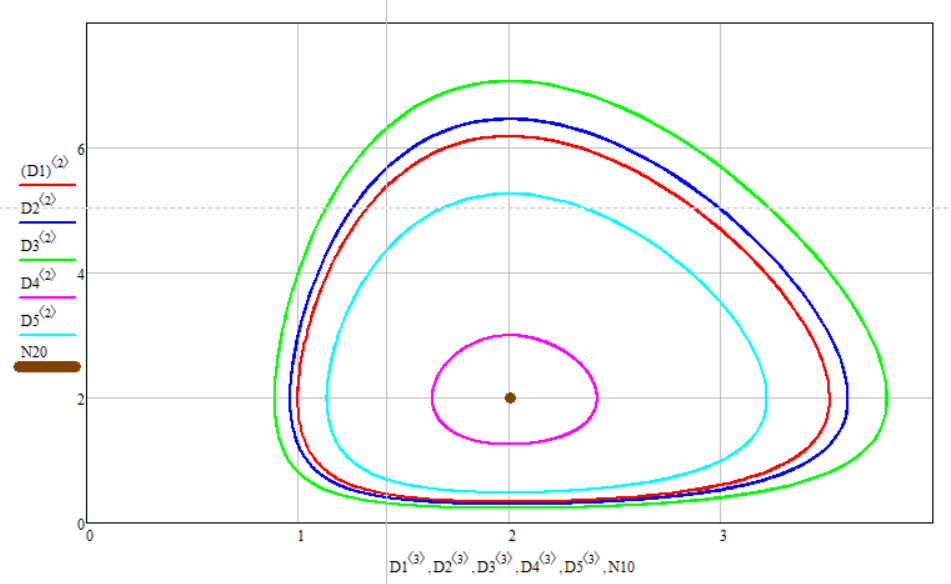 6
(D1)⟨2⟩
D2⟨2⟩
D3⟨2⟩
4
D4⟨2⟩
D5⟨2⟩
N20
2
0
0 1 2 3
D1⟨3⟩,D2⟨3⟩,D3⟨3⟩,D4⟨3⟩,D5⟨3⟩,N10